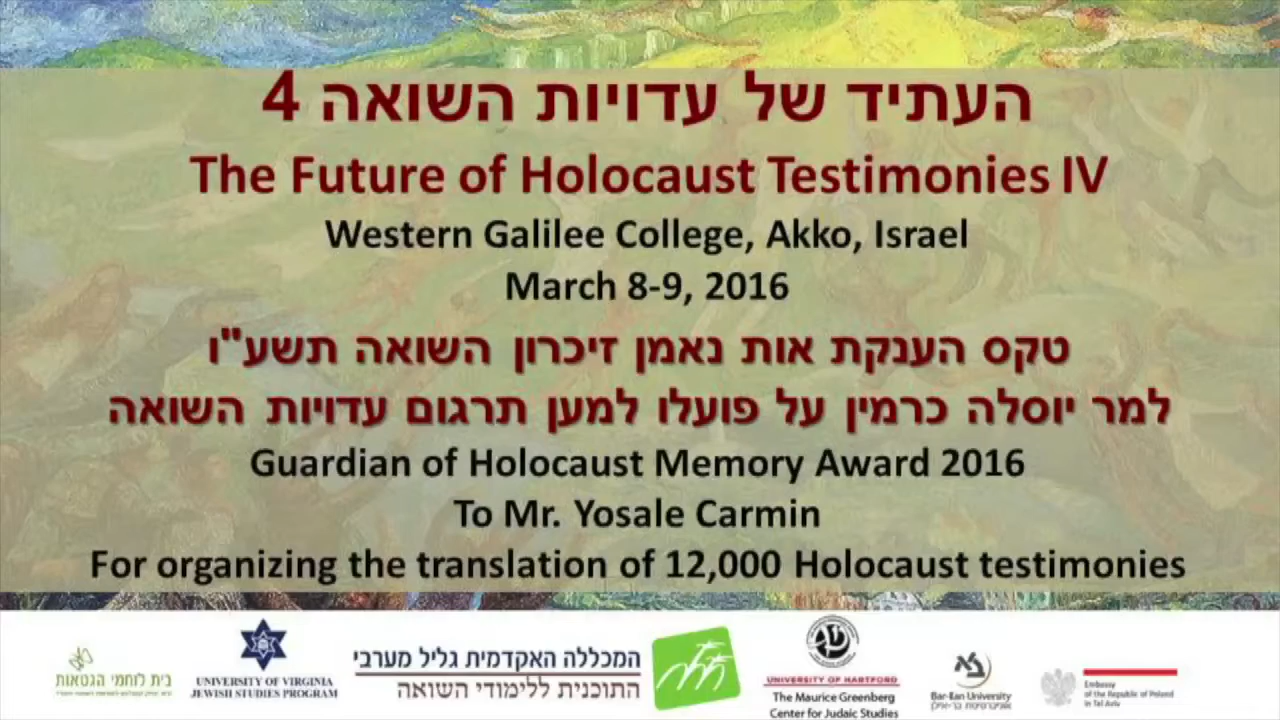 העתיד של עדויות השואה 4
The Future of Holocaust Testimonies IV
Western Galilee College, Akko, Israel
March 8-9, 2016
טקס הענקת אות נאמן זיכרון השואה תשע"ו
למר יוסלה כרמין על פועלו למען תרגום עדויות השואה
Guardian of Holocaust Memory Award 2016
To Mr. Yosale Carmin
For organizing the translation of 12,000 Holocaust testimonies
בית לוחמי הגטאות
UNIVERSITY OF VIRGINIA
JEWISH STUDIES PROGRAM
המכללה האקדמית גליל מערבי
התוכנית ללימודי השואה
UNIVERSITY OF HARTFORD
The Maurice Greenberg
Center for Judaic Studies
Bar-Ilan University
אוניברסיטת בר-אילן
Embassy
of the Republic of Poland
in Tel Aviv